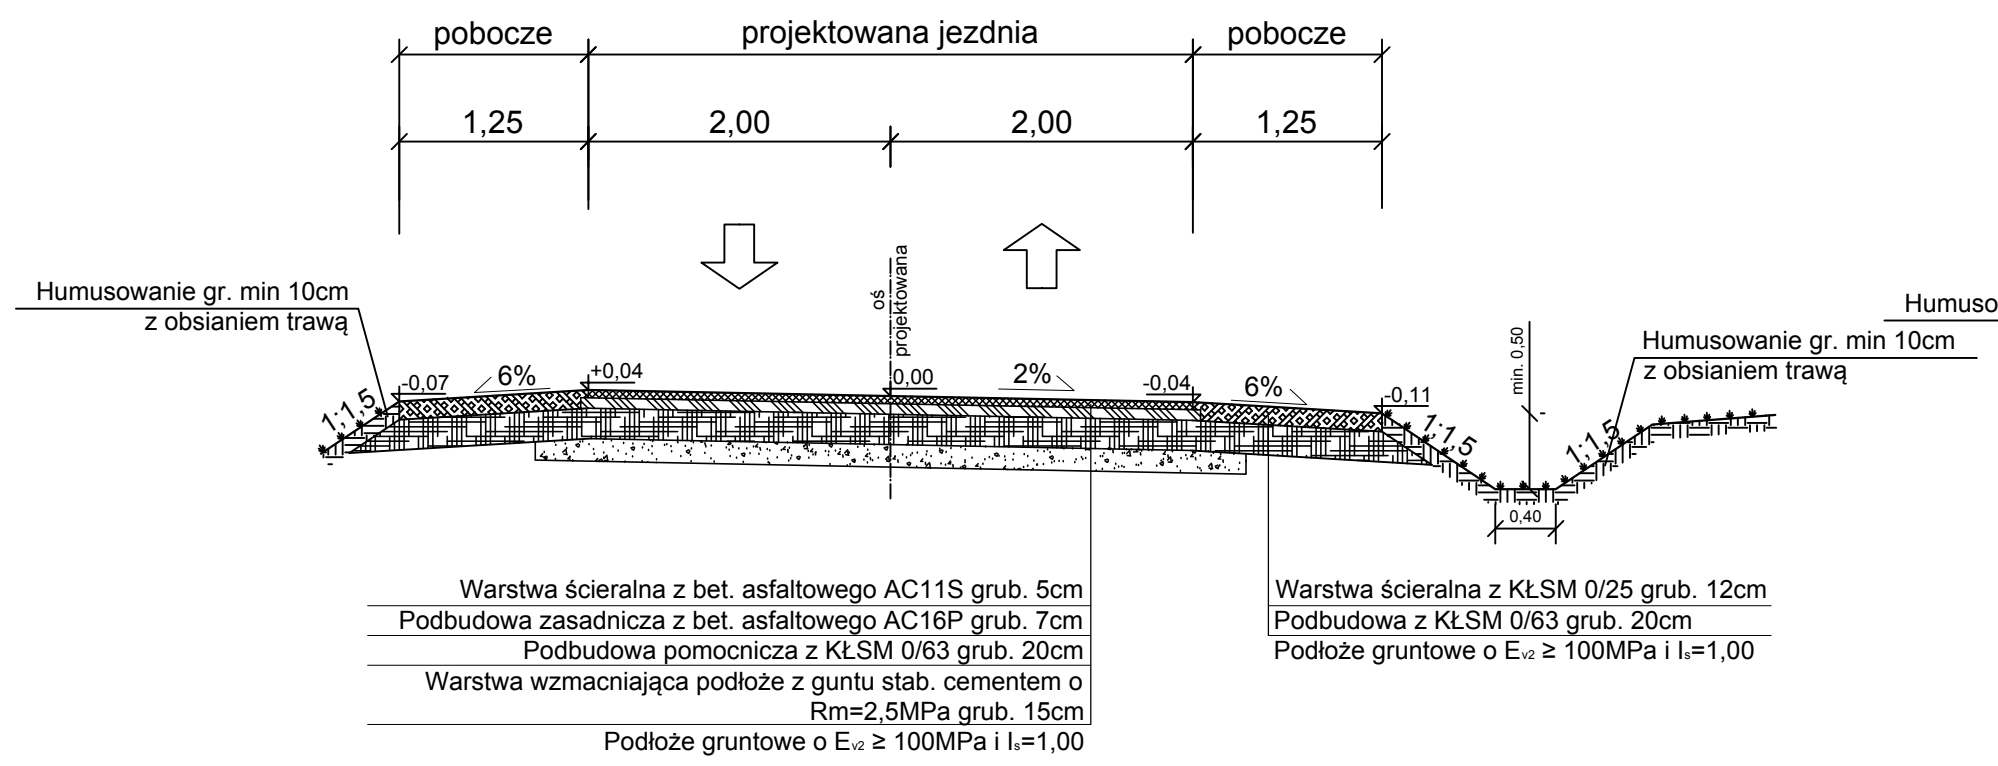 pobocze
projektowana jezdnia
pobocze
1,25
2,00
2,00
1,25
oś
projektowana
Humusowanie gr. min 10cm
z obsianiem trawą
Humuso
Humusowanie gr. min 10cm
z obsianiem trawą
min. 0,50
1:1,5
-0,07
6%
+0,04
0,00
2%
-0,04
6%
-0,11
1:1,5
1:1,5
0,40
Warstwa ścieralna z bet. asfaltowego AC11S grub. 5cm
Podbudowa zasadnicza z bet. asfaltowego AC16P grub. 7cm
Podbudowa pomocnicza z KŁSM 0/63 grub. 20cm
Warstwa wzmacniająca podłoże z guntu stab. cementem o
Rm=2,5MPa grub. 15cm
Podłoże gruntowe o Ev2 ≥ 100MPa i Is=1,00
Warstwa ścieralna z KŁSM 0/25 grub. 12cm
Podbudowa z KŁSM 0/63 grub. 20cm
Podłoże gruntowe o Ev2 ≥ 100MPa i Is=1,00